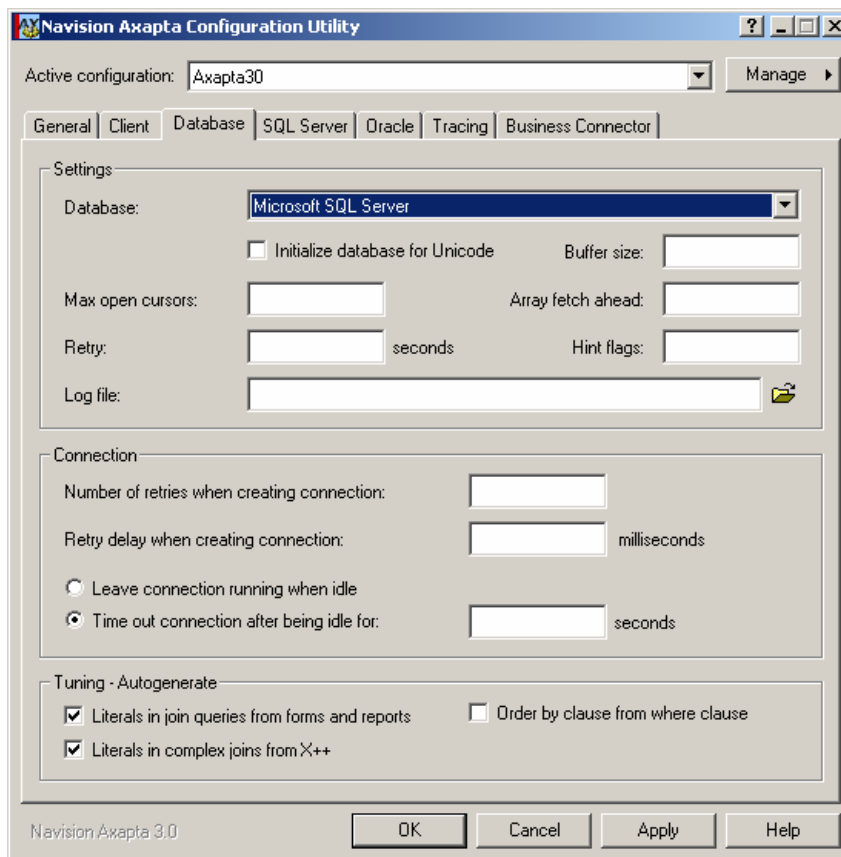 Navision Axapta Configuration Utility
Active configuration: Axapta30 Manage
General Client Database SQL Server Oracle Tracing Business Connector
Settings
Database: Microsoft SQL Server
Initialize database for Unicode Buffer size:
Max open cursors: Array fetch ahead:
Retry: seconds Hint flags:
Log file:
Connection
Number of retries when creating connection:
Retry delay when creating connection: milliseconds
Leave connection running when idle
Time out connection after being idle for: seconds
Tuning - Autogenerate
Literals in join queries from forms and reports Order by clause from where clause
Literals in complex joins from X++
Navision Axapta 3.0 OK Cancel Apply Help